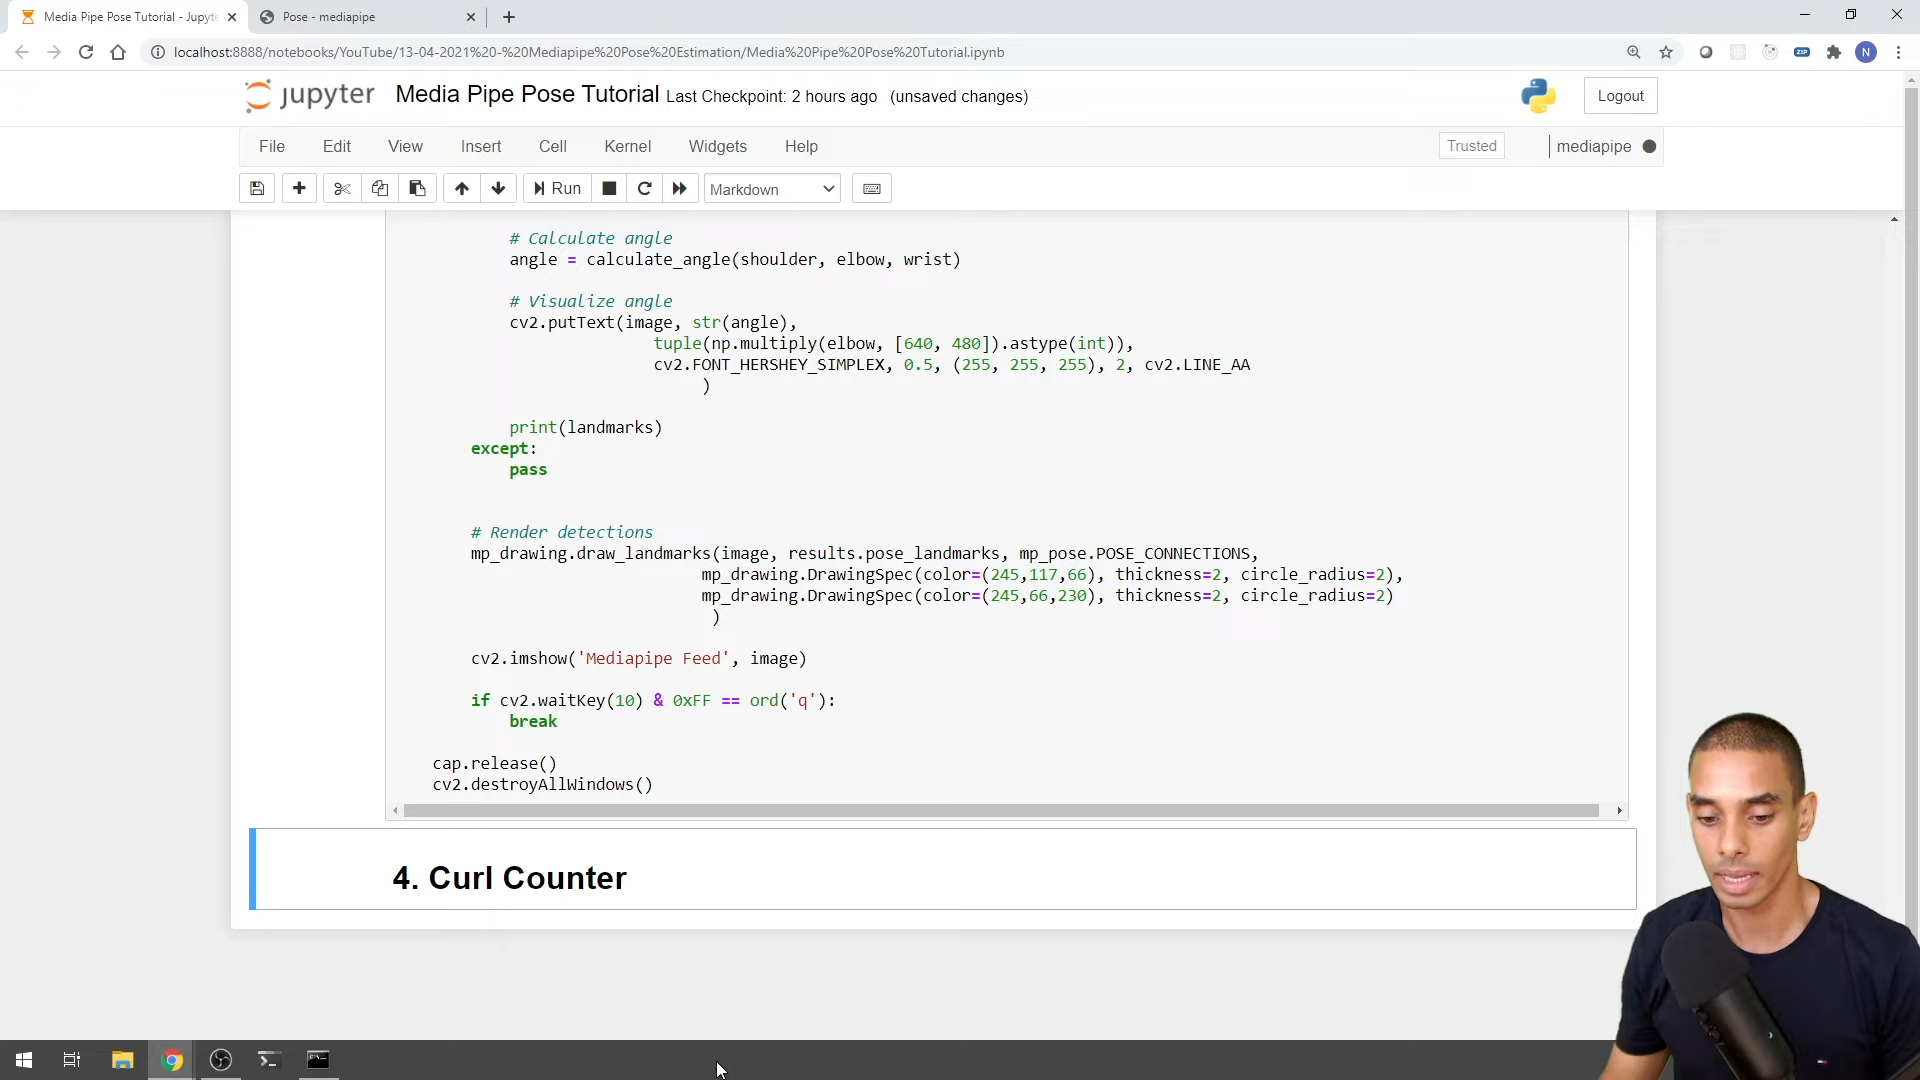 Media Pipe Pose Tutorial - Jupyte
Pose - mediapipe
localhost:8888/notebooks/YouTube/13-04-2021%20-%20Mediapipe%20Pose%20Estimation/Media%20Pipe%20Pose%20Tutorial.ipynb
ZIP
N
jupyter Media Pipe Pose Tutorial Last Checkpoint: 2 hours ago (unsaved changes)
Logout
File Edit View Insert Cell Kernel Widgets Help
Trusted
mediapipe
Run
Markdown
# Calculate angle
angle = calculate_angle(shoulder, elbow, wrist)
# Visualize angle
cv2.putText(image, str(angle),
tuple(np.multiply(elbow, [640, 480]).astype(int)),
cv2.FONT_HERSHEY_SIMPLEX, 0.5, (255, 255, 255), 2, cv2.LINE_AA
)
print(landmarks)
except:
pass
# Render detections
mp_drawing.draw_landmarks(image, results.pose_landmarks, mp_pose.POSE_CONNECTIONS,
mp_drawing.DrawingSpec(color=(245,117,66), thickness=2, circle_radius=2),
mp_drawing.DrawingSpec(color=(245,66,230), thickness=2, circle_radius=2)
)
cv2.imshow('Mediapipe Feed', image)
if cv2.waitKey(10) & 0xFF == ord('q'):
break
cap.release()
cv2.destroyAllWindows()
4. Curl Counter